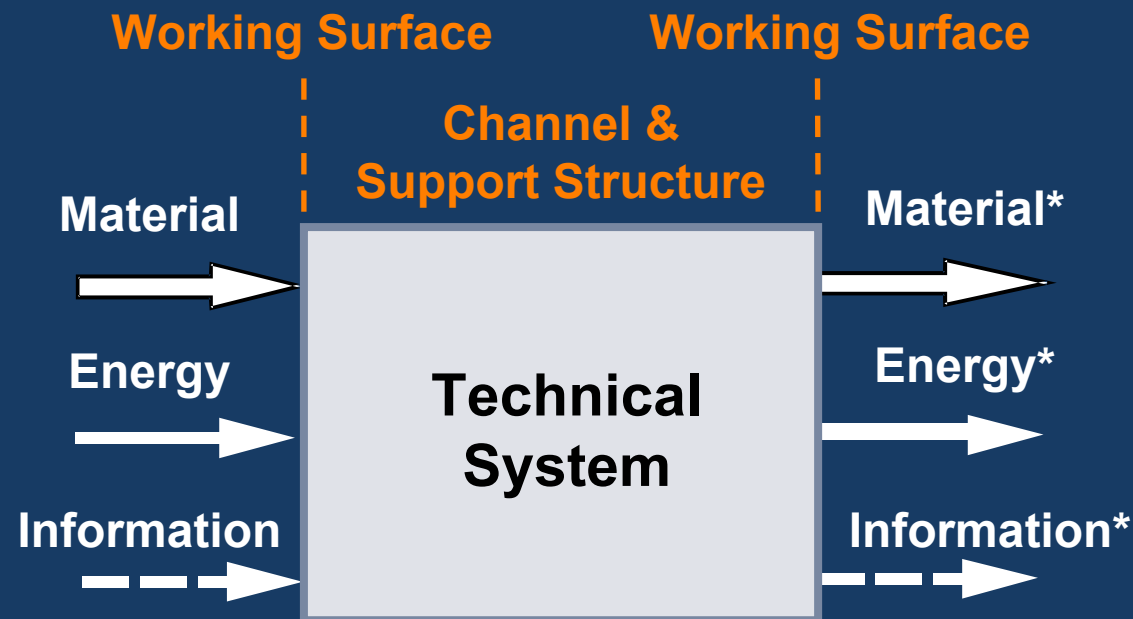 Working Surface
Working Surface
Channel &
Support Structure
Material
Material*
Energy
Energy*
Technical
System
Information
Information*